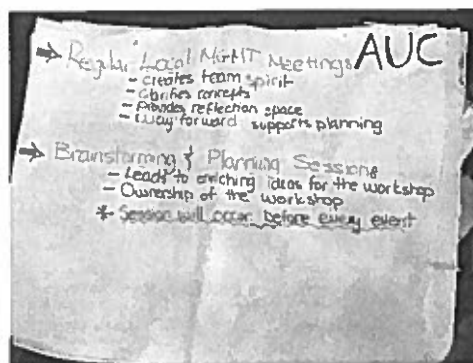 → Regular Local MirMT Meetings AUC
- Creates team spirit
- Clarifies concepts
- Provides reflection space
- Way forward supports planning
→ Brainstorming & Planning Sessions
- Leads to enriching ideas for the workshop
- Ownership of the workshop
* Session will occur before every event